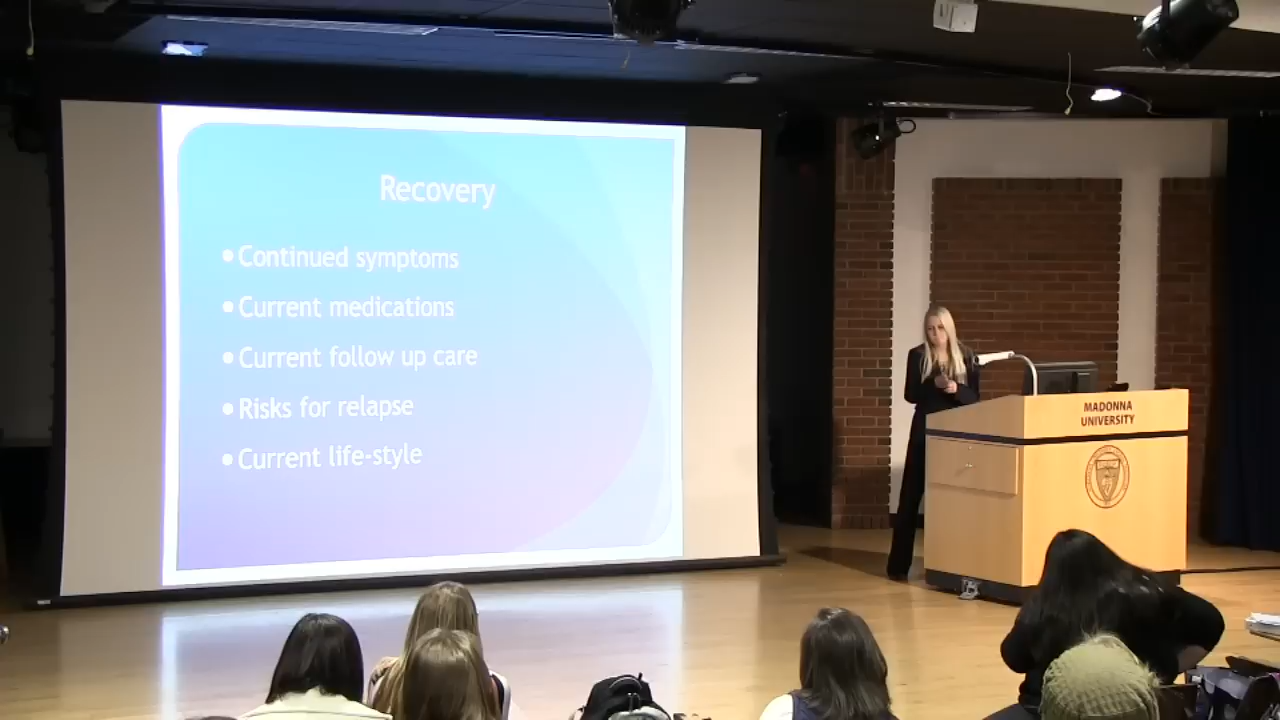 Recovery
• Continued symptoms
• Current medications
• Current follow up care
• Risks for relapse
• Current life-style
MADONNA
UNIVERSITY